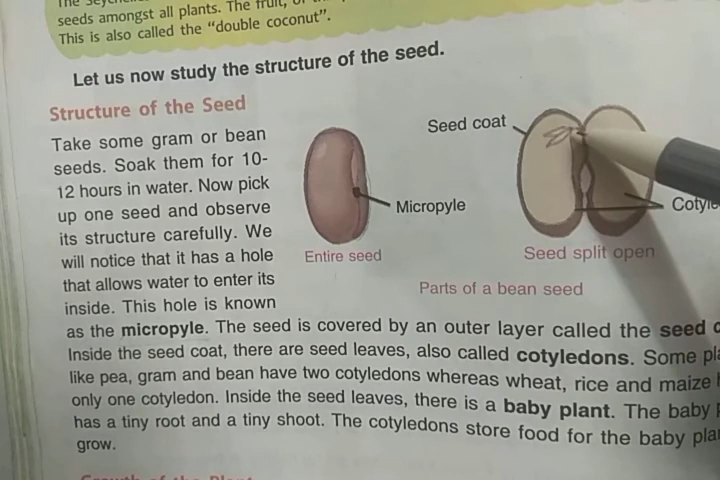 The Seychelles
seeds amongst all plants. The fruit, of
This is also called the “double coconut”.
Let us now study the structure of the seed.
Structure of the Seed
Take some gram or bean
seeds. Soak them for 10-
12 hours in water. Now pick
up one seed and observe
its structure carefully. We
will notice that it has a hole
that allows water to enter its
inside. This hole is known
as the micropyle. The seed is covered by an outer layer called the seed
Inside the seed coat, there are seed leaves, also called cotyledons. Some
like pea, gram and bean have two cotyledons whereas wheat, rice and maize
only one cotyledon. Inside the seed leaves, there is a baby plant. The baby
has a tiny root and a tiny shoot. The cotyledons store food for the baby
grow.
Seed coat
Micropyle
Entire seed
Seed split open
Parts of a bean seed
Growth of the Plant